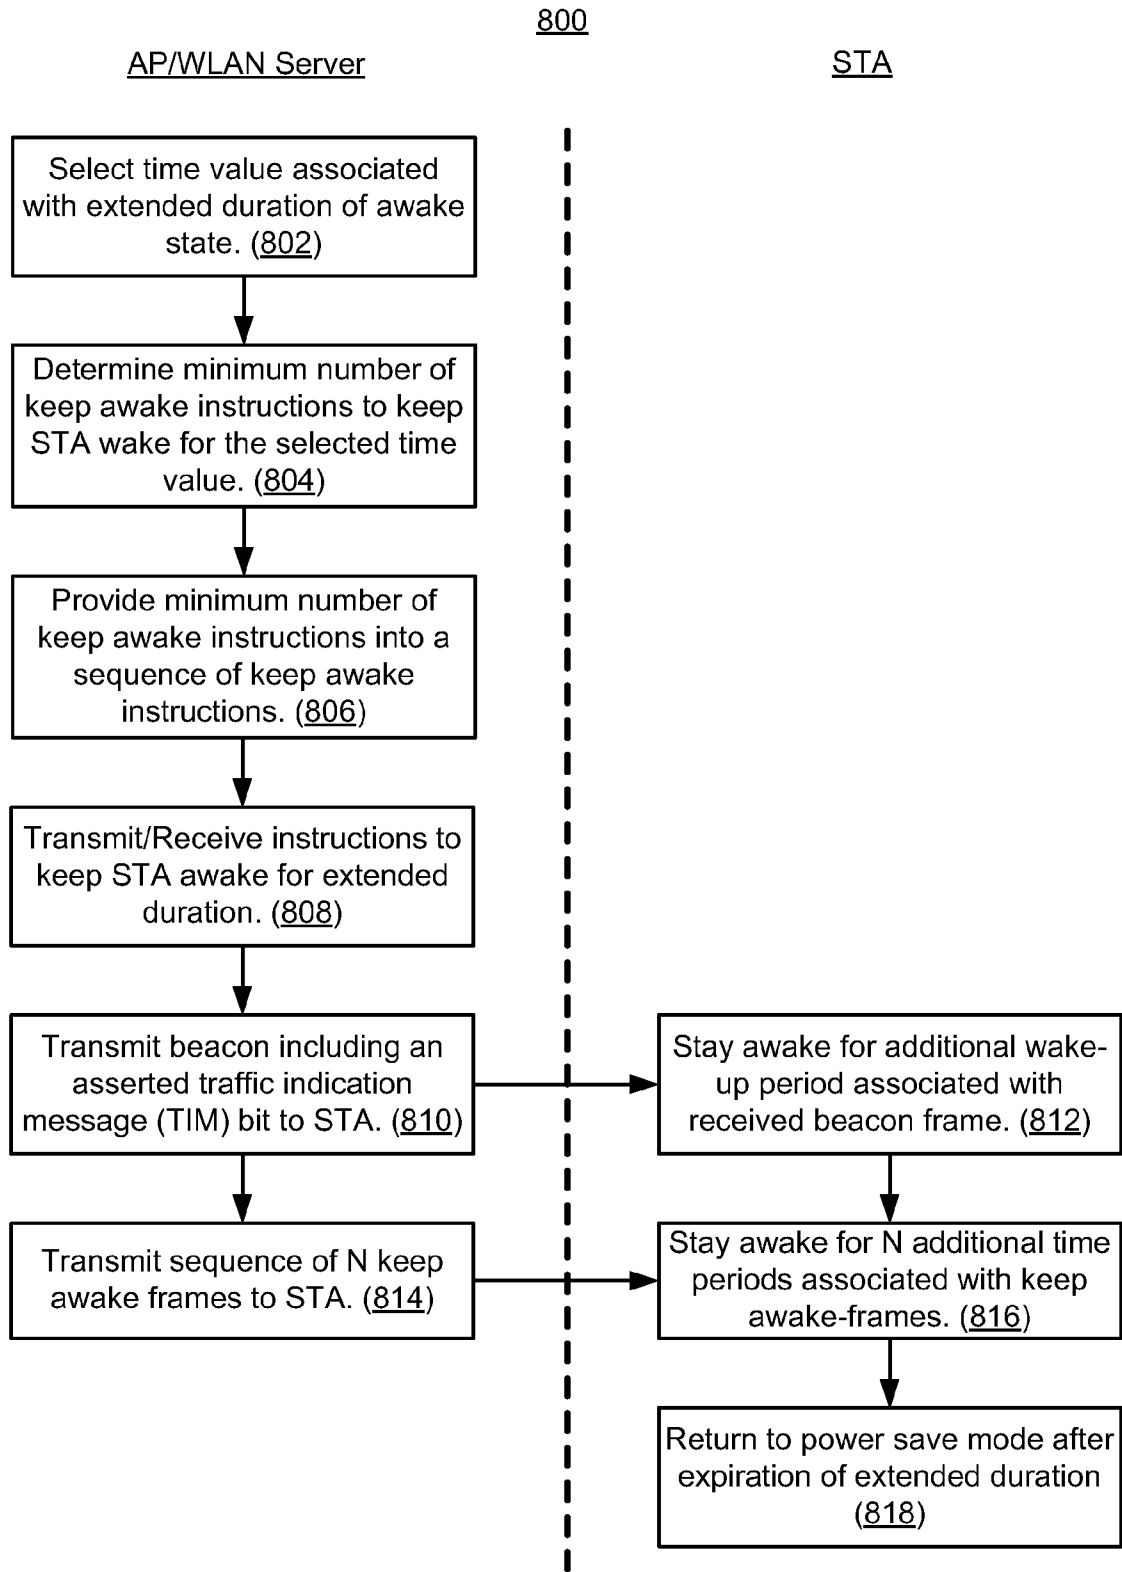 800
AP/WLAN Server
STA
Select time value associated
with extended duration of awake
state. (802)
Determine minimum number of
keep awake instructions to keep
STA wake for the selected time
value. (804)
Provide minimum number of
keep awake instructions into a
sequence of keep awake
instructions. (806)
Transmit/Receive instructions to
keep STA awake for extended
duration. (808)
Transmit beacon including an
asserted traffic indication
message (TIM) bit to STA. (810)
Stay awake for additional wake-
up period associated with
received beacon frame. (812)
Transmit sequence of N keep
awake frames to STA. (814)
Stay awake for N additional time
periods associated with keep
awake-frames. (816)
Return to power save mode after
expiration of extended duration
(818)